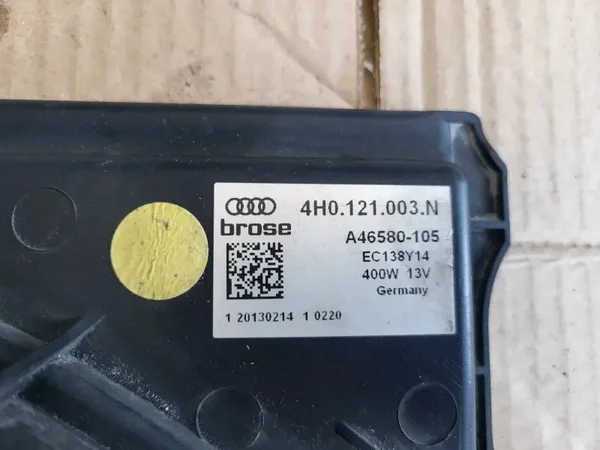 4H0.121.003.N
brose
A46580-105
EC138Y14
400W 13V
Germany
1 20130214 1 0220